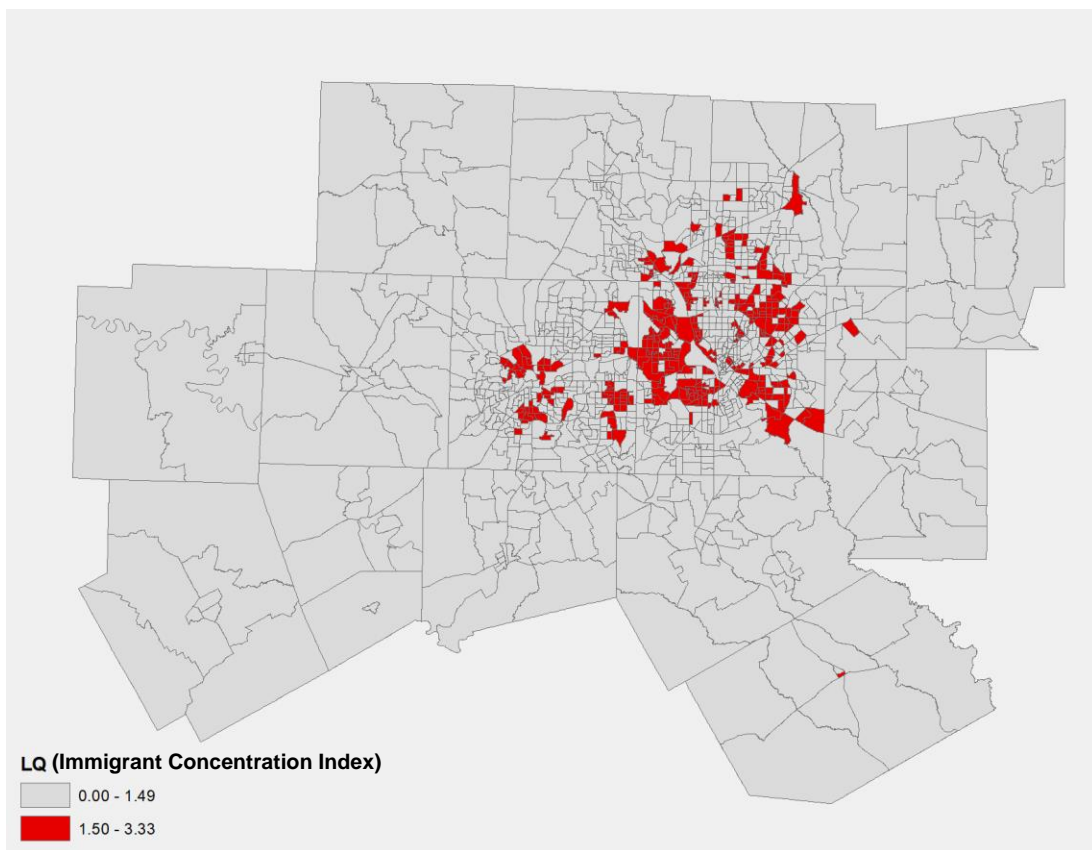 LQ (Immigrant Concentration Index)
0.00 - 1.49
1.50 - 3.33